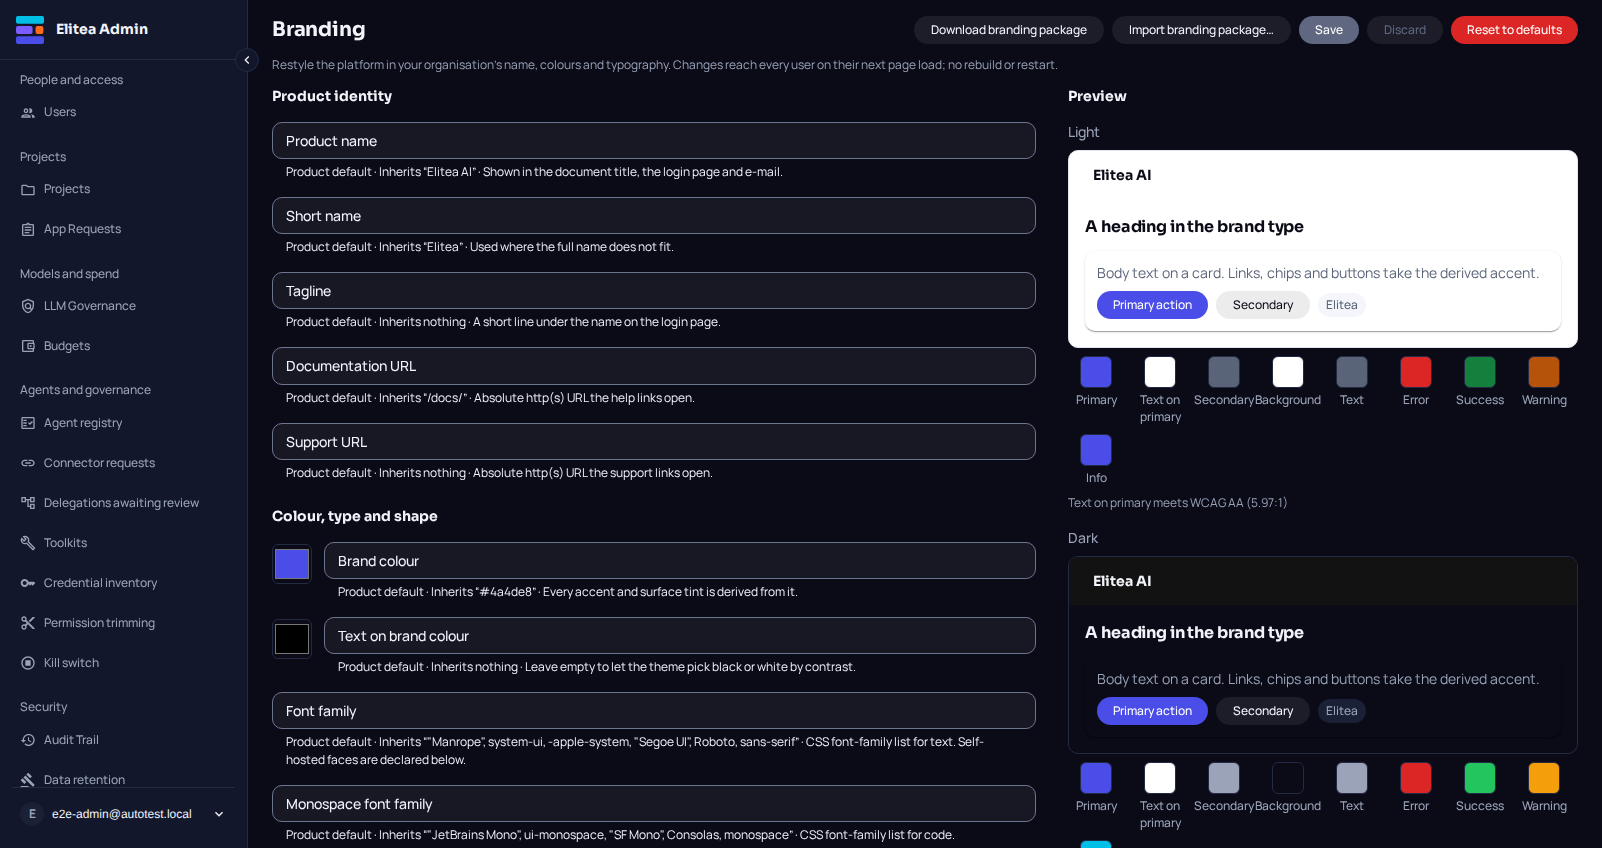 Elitea Admin
People and access
Users
Projects
Projects
App Requests
Models and spend
LLM Governance
Budgets
Agents and governance
Agent registry
Connector requests
Delegations awaiting review
Toolkits
Credential inventory
Permission trimming
Kill switch
Security
Audit Trail
Data retention
E e2e-admin@autotest.local
Branding
Download branding package
Import branding package...
Save
Discard
Reset to defaults
Restyle the platform in your organisation's name, colours and typography. Changes reach every user on their next page load; no rebuild or restart.
Product identity
Product name
Product default · Inherits "Elitea AI" · Shown in the document title, the login page and e-mail.
Short name
Product default · Inherits "Elitea" · Used where the full name does not fit.
Tagline
Product default · Inherits nothing · A short line under the name on the login page.
Documentation URL
Product default · Inherits "/docs/" · Absolute http(s) URL the help links open.
Support URL
Product default · Inherits nothing · Absolute http(s) URL the support links open.
Colour, type and shape
Brand colour
Product default · Inherits "#4a4de8" · Every accent and surface tint is derived from it.
Text on brand colour
Product default · Inherits nothing · Leave empty to let the theme pick black or white by contrast.
Font family
Product default · Inherits ""Manrope", system-ui, -apple-system, "Segoe UI", Roboto, sans-serif" · CSS font-family list for text. Self-
hosted faces are declared below.
Monospace font family
Product default · Inherits ""JetBrains Mono", ui-monospace, "SF Mono", Consolas, monospace" · CSS font-family list for code.
Preview
Light
Elitea AI
A heading in the brand type
Body text on a card. Links, chips and buttons take the derived accent.
Primary action
Secondary
Elitea
Primary
Text on
primary
Secondary
Background
Text
Error
Success
Warning
Info
Text on primary meets WCAG AA (5.97:1)
Dark
Elitea AI
A heading in the brand type
Body text on a card. Links, chips and buttons take the derived accent.
Primary action
Secondary
Elitea
Primary
Text on
primary
Secondary
Background
Text
Error
Success
Warning